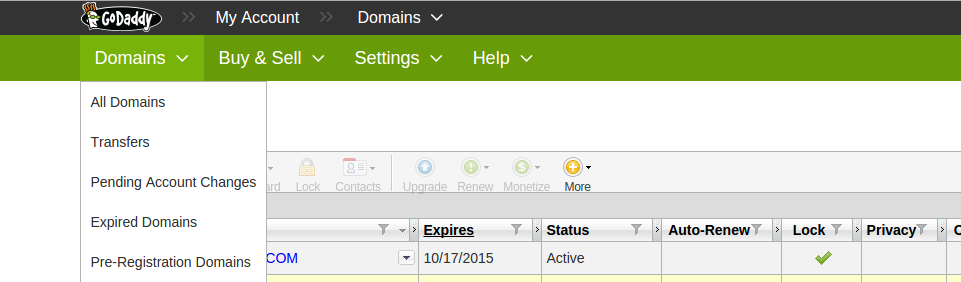 GoDaddy My Account Domains
Domains Buy & Sell Settings Help
All Domains
Transfers
Pending Account Changes
Expired Domains
Pre-Registration Domains
Lock Contacts Upgrade Renew Monetize More
Expires Status Auto-Renew Lock Privacy
COM 10/17/2015 Active